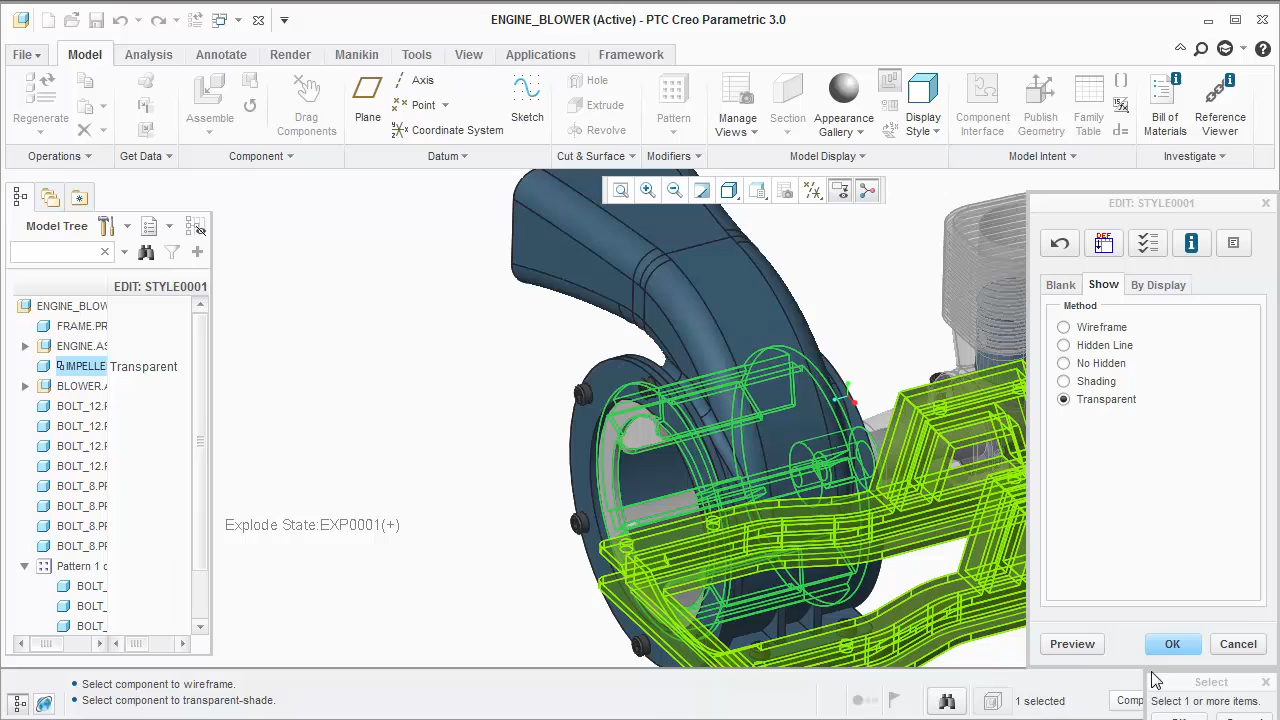 ENGINE_BLOWER (Active) - PTC Creo Parametric 3.0
File Model Analysis Annotate Render Manikin Tools View Applications Framework
Regenerate
Assemble
Drag
Components
Plane
Axis
Point
Coordinate System
Sketch
Hole
Extrude
Revolve
Pattern
Manage
Views
Section
Appearance
Gallery
Display
Style
Component
Interface
Publish
Geometry
Family
Table
Bill of
Materials
Reference
Viewer
Operations Get Data Component Datum Cut & Surface Modifiers Model Display Model Intent Investigate
Model Tree
EDIT: STYLE0001
ENGINE_BLOW
FRAME.PR
ENGINE.AS
IMPELLE Transparent
BLOWER.A
BOLT_12.P
BOLT_12.P
BOLT_12.P
BOLT_12.P
BOLT_8.PF
BOLT_8.PF
BOLT_8.PF
BOLT_8.PF
Pattern 1 c
BOLT_
BOLT_
BOLT_
Explode State:EXP0001(+)
EDIT: STYLE0001
REF
Blank Show By Display
Method
Wireframe
Hidden Line
No Hidden
Shading
Transparent
Preview OK Cancel
Select component to wireframe.
Select component to transparent shade.
1 selected
Comp
Select
Select 1 or more items.